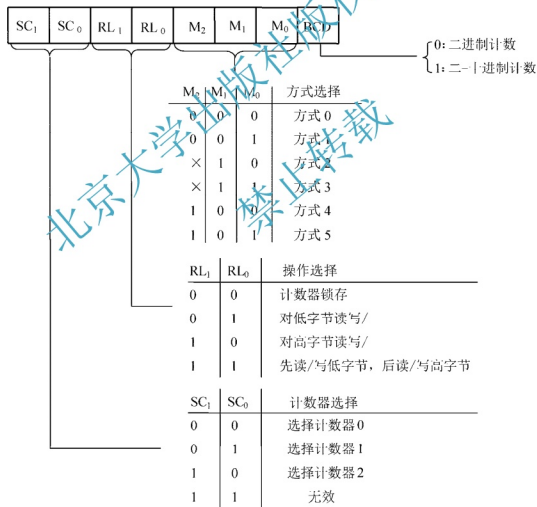 SC₁ SC₀ RL₁ RL₀ M₂ M₁ M₀ BCD
0:二进制计数
1:二一十进制计数
M₂ M₁ M₀ 方式选择
0 0 0 方式 0
0 0 1 方式 1
× 1 0 方式 2
× 1 1 方式 3
1 0 0 方式 4
1 0 1 方式 5
RL₁ RL₀ 操作选择
0 0 计数器锁存
0 1 对低字节读写/
1 0 对高字节读写/
1 1 先读/写低字节，后读/写高字节
SC₁ SC₀ 计数器选择
0 0 选择计数器0
0 1 选择计数器1
1 0 选择计数器2
1 1 无效
北京大学出版社版权
禁止转载